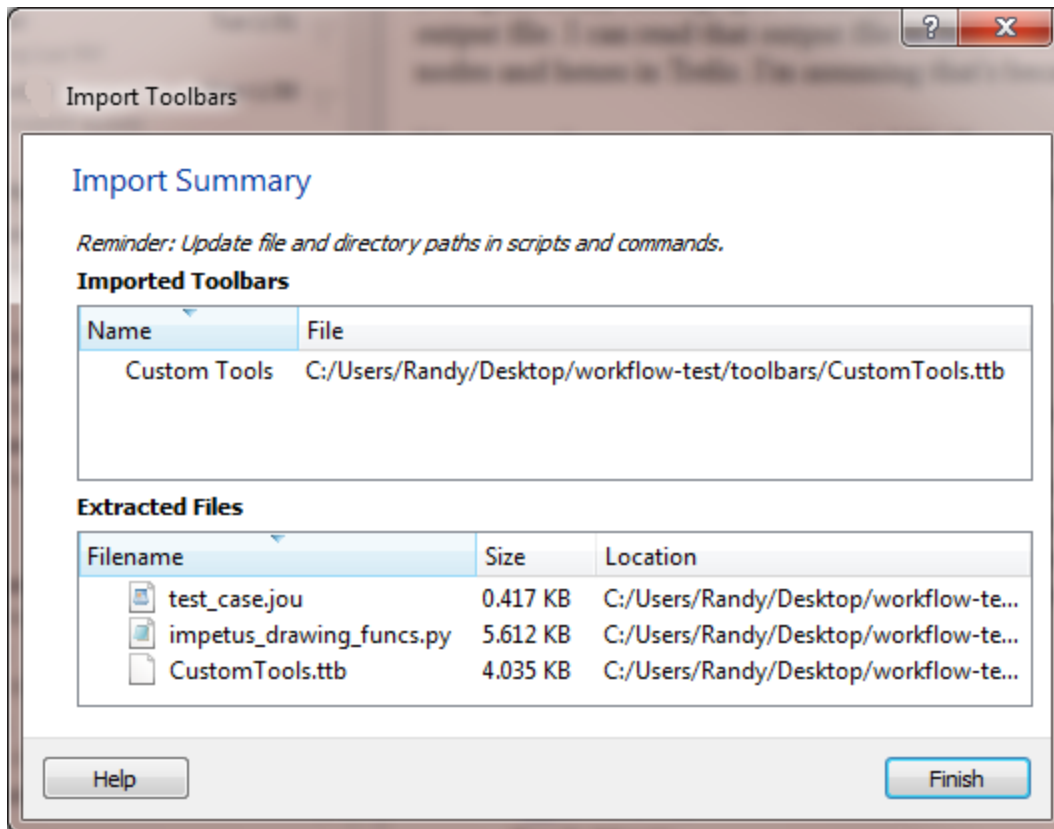 Import Toolbars
Import Summary
Reminder: Update file and directory paths in scripts and commands.
Imported Toolbars
Name File
Custom Tools C:/Users/Randy/Desktop/workflow-test/toolbars/CustomTools.ttb
Extracted Files
Filename Size Location
test_case.jou 0.417 KB C:/Users/Randy/Desktop/workflow-te...
impetus_drawing_funcs.py 5.612 KB C:/Users/Randy/Desktop/workflow-te...
CustomTools.ttb 4.035 KB C:/Users/Randy/Desktop/workflow-te...
Help Finish